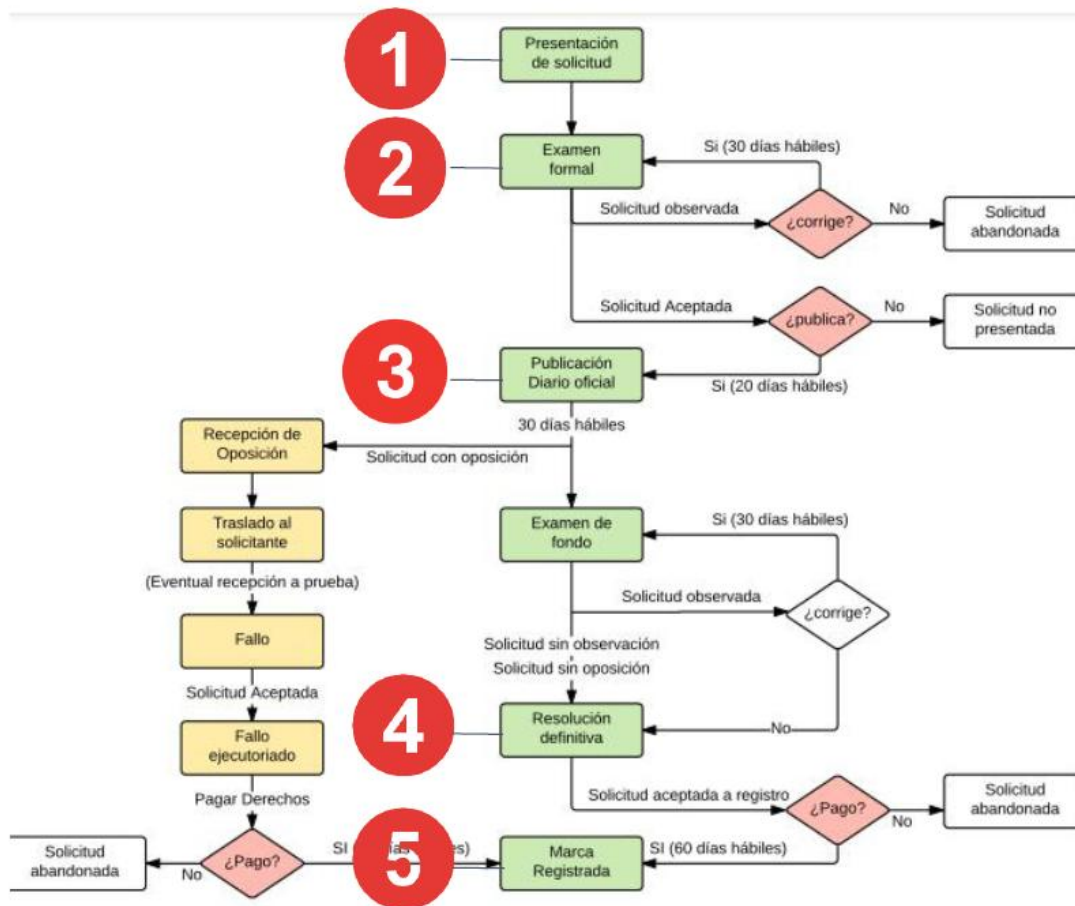 1
Presentación
de solicitud
2
Examen
formal
Si (30 días hábiles)
Solicitud observada
¿corrige?
No
Solicitud
abandonada
Solicitud Aceptada
¿publica?
No
Solicitud no
presentada
3
Publicación
Diario oficial
Si (20 días hábiles)
30 días hábiles
Recepción de
Oposición
Solicitud con oposición
Traslado al
solicitante
Examen de
fondo
Si (30 días hábiles)
(Eventual recepción a prueba)
Solicitud observada
¿corrige?
Fallo
Solicitud sin observación
Solicitud sin oposición
Solicitud Aceptada
4
Resolución
definitiva
No
Fallo
ejecutoriado
Pagar Derechos
Solicitud aceptada a registro
¿Pago?
No
Solicitud
abandonada
Solicitud
abandonada
No
¿Pago?
SI
5
Marca
Registrada
SI (60 días hábiles)